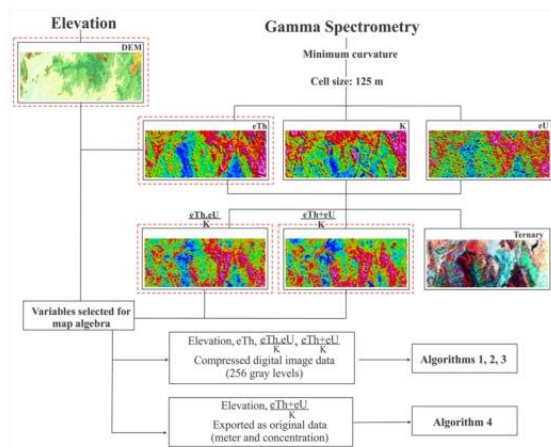 Elevation
Gamma Spectrometry
DEM
Minimum curvature
Cell size: 125 m
eTh
K
eU
eTh.eU
K
eTh+eU
K
Ternary
Variables selected for
map algebra
Elevation, eTh, eTh.eU, eTh+eU
K K
Compressed digital image data
(256 gray levels)
Algorithms 1, 2, 3
Elevation, eTh+eU
K
Exported as original data
(meter and concentration)
Algorithm 4